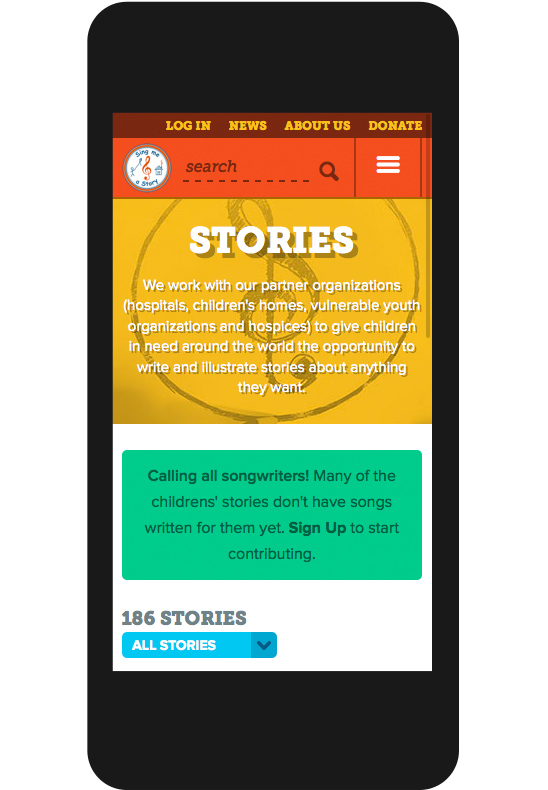 LOG IN NEWS ABOUT US DONATE
Sing me
a Story
search
STORIES
We work with our partner organizations
(hospitals, children's homes, vulnerable youth
organizations and hospices) to give children
in need around the world the opportunity to
write and illustrate stories about anything
they want.
Calling all songwriters! Many of the
childrens' stories don't have songs
written for them yet. Sign Up to start
contributing.
186 STORIES
ALL STORIES